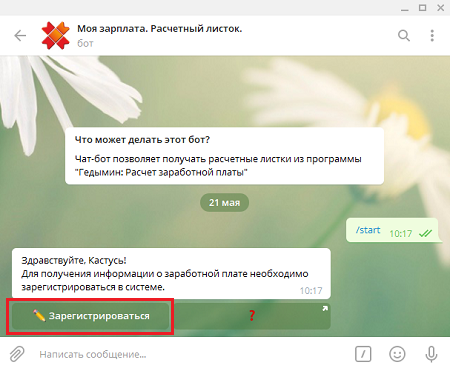 Моя зарплата. Расчетный листок.
бот
Что может делать этот бот?
Чат-бот позволяет получать расчетные листки из программы
"Гедымин: Расчет заработной платы"
21 мая
/start 10:17
Здравствуйте, Кастусь!
Для получения информации о заработной плате необходимо
зарегистрироваться в системе.
10:17
✏️ Зарегистрироваться ❓
Написать сообщение...